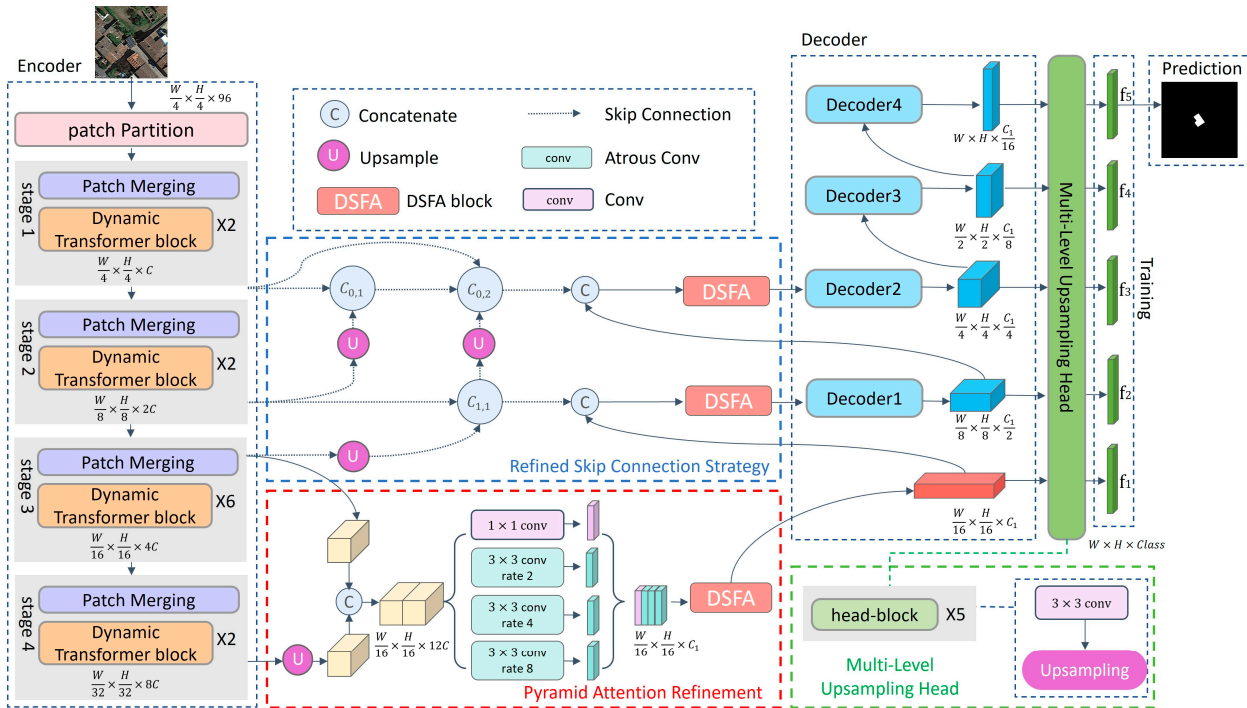 Encoder
W/4 × H/4 × 96
patch Partition
stage 1
Patch Merging
Dynamic
Transformer block
X2
W/4 × H/4 × C
stage 2
Patch Merging
Dynamic
Transformer block
X2
W/8 × H/8 × 2C
stage 3
Patch Merging
Dynamic
Transformer block
X6
W/16 × H/16 × 4C
stage 4
Patch Merging
Dynamic
Transformer block
X2
W/32 × H/32 × 8C
C Concatenate
Skip Connection
U Upsample
conv Atrous Conv
DSFA DSFA block
conv Conv
C0,1
C0,2
C
DSFA
U
U
C1,1
C
DSFA
U
Refined Skip Connection Strategy
U
C
W/16 × H/16 × 12C
1 × 1 conv
3 × 3 conv
rate 2
3 × 3 conv
rate 4
3 × 3 conv
rate 8
W/16 × H/16 × C1
DSFA
Pyramid Attention Refinement
Decoder
Decoder4
W × H × C1/16
Decoder3
W/2 × H/2 × C1/8
Decoder2
W/4 × H/4 × C1/4
Decoder1
W/8 × H/8 × C1/2
W/16 × H/16 × C1
Multi-Level Upsampling Head
f5
f4
f3
f2
f1
Training
W × H × Class
Prediction
head-block
X5
3 × 3 conv
Upsampling
Multi-Level
Upsampling Head